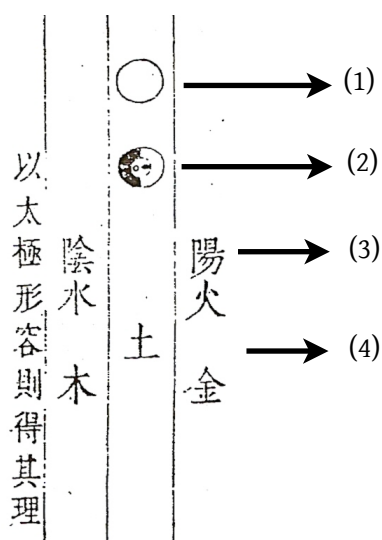 陽火 金
土
陰水 木
以太極形容則得其理
(1)
(2)
(3)
(4)